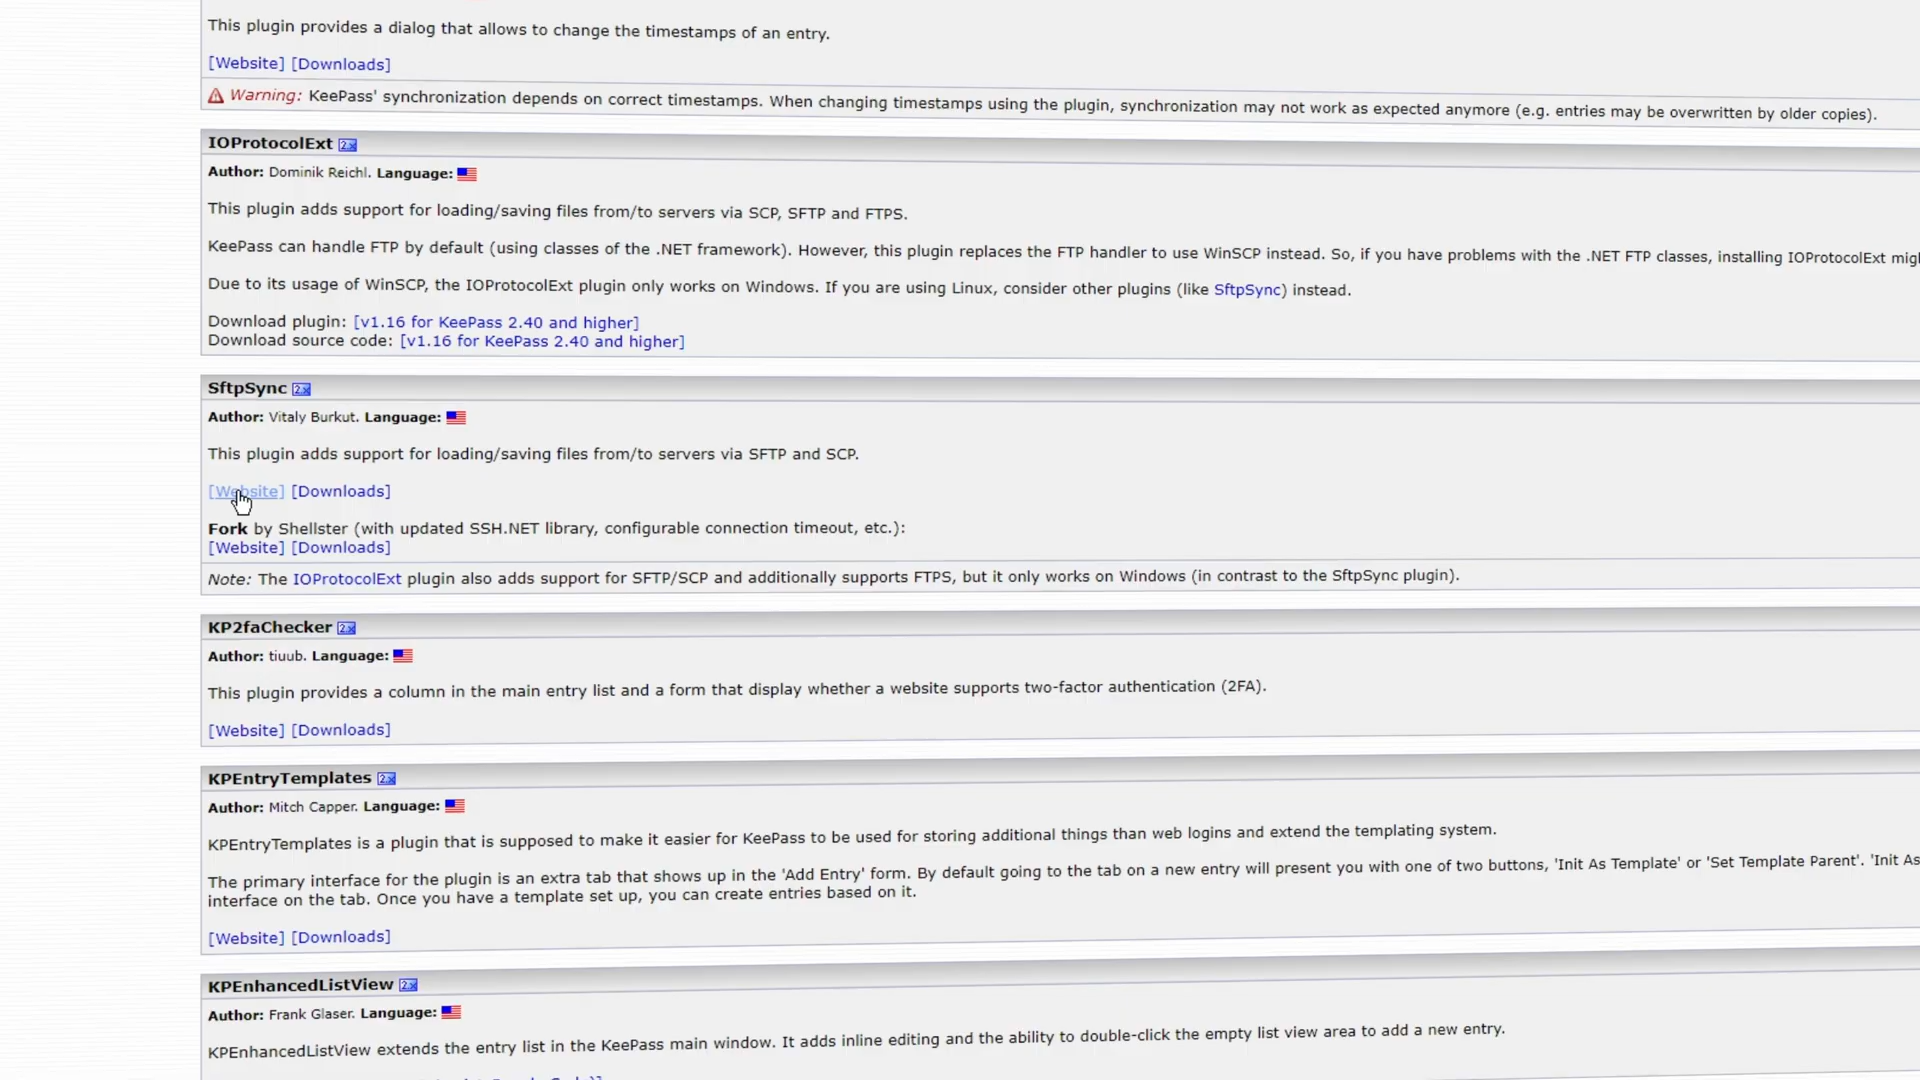 This plugin provides a dialog that allows to change the timestamps of an entry.
[Website] [Downloads]
Warning: KeePass' synchronization depends on correct timestamps. When changing timestamps using the plugin, synchronization may not work as expected anymore (e.g. entries may be overwritten by older copies).
IOProtocolExt 2.x
Author: Dominik Reichl. Language:
This plugin adds support for loading/saving files from/to servers via SCP, SFTP and FTPS.
KeePass can handle FTP by default (using classes of the .NET framework). However, this plugin replaces the FTP handler to use WinSCP instead. So, if you have problems with the .NET FTP classes, installing IOProtocolExt mig
Due to its usage of WinSCP, the IOProtocolExt plugin only works on Windows. If you are using Linux, consider other plugins (like SftpSync) instead.
Download plugin: [v1.16 for KeePass 2.40 and higher]
Download source code: [v1.16 for KeePass 2.40 and higher]
SftpSync 2.x
Author: Vitaly Burkut. Language:
This plugin adds support for loading/saving files from/to servers via SFTP and SCP.
[Website] [Downloads]
Fork by Shellster (with updated SSH.NET library, configurable connection timeout, etc.):
[Website] [Downloads]
Note: The IOProtocolExt plugin also adds support for SFTP/SCP and additionally supports FTPS, but it only works on Windows (in contrast to the SftpSync plugin).
KP2faChecker 2.x
Author: tiuub. Language:
This plugin provides a column in the main entry list and a form that display whether a website supports two-factor authentication (2FA).
[Website] [Downloads]
KPEntryTemplates 2.x
Author: Mitch Capper. Language:
KPEntryTemplates is a plugin that is supposed to make it easier for KeePass to be used for storing additional things than web logins and extend the templating system.
The primary interface for the plugin is an extra tab that shows up in the 'Add Entry' form. By default going to the tab on a new entry will present you with one of two buttons, 'Init As Template' or 'Set Template Parent'. 'Init As
interface on the tab. Once you have a template set up, you can create entries based on it.
[Website] [Downloads]
KPEnhancedListView 2.x
Author: Frank Glaser. Language:
KPEnhancedListView extends the entry list in the KeePass main window. It adds inline editing and the ability to double-click the empty list view area to add a new entry.